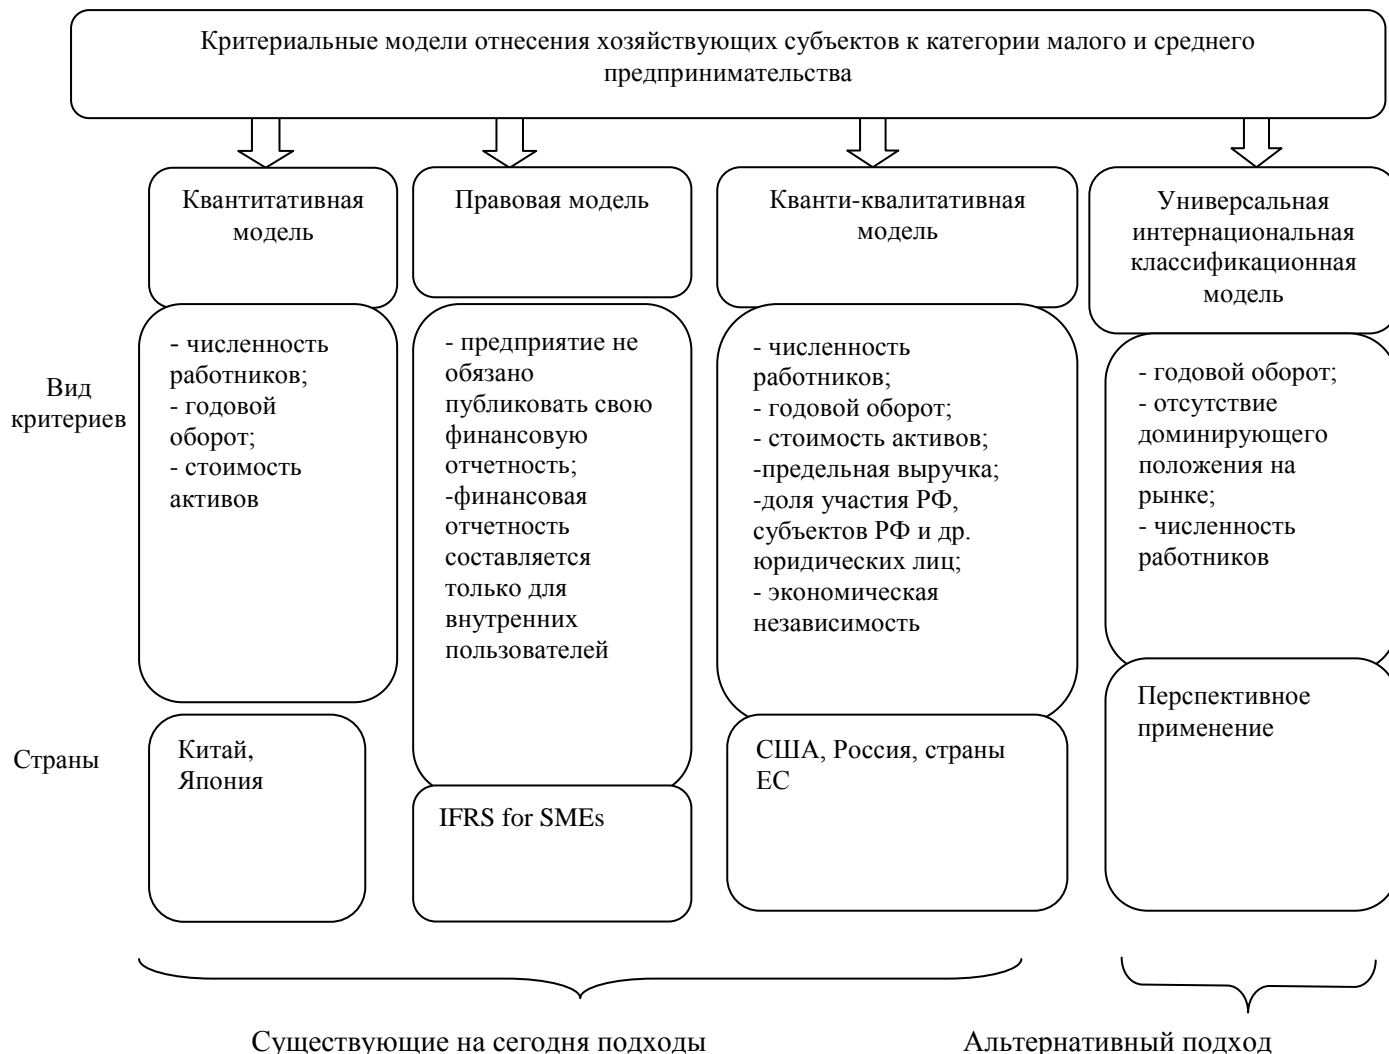 Критериальные модели отнесения хозяйствующих субъектов к категории малого и среднего
предпринимательства
Квантитативная
модель
Правовая модель
Кванти-квалитативная
модель
Универсальная
интернациональная
классификационная
модель
Вид
критериев
- численность
работников;
- годовой
оборот;
- стоимость
активов
- предприятие не
обязано
публиковать свою
финансовую
отчетность;
-финансовая
отчетность
составляется
только для
внутренних
пользователей
- численность
работников;
- годовой оборот;
- стоимость активов;
-предельная выручка;
-доля участия РФ,
субъектов РФ и др.
юридических лиц;
- экономическая
независимость
- годовой оборот;
- отсутствие
доминирующего
положения на
рынке;
- численность
работников
Страны
Китай,
Япония
IFRS for SMEs
США, Россия, страны
ЕС
Перспективное
применение
Существующие на сегодня подходы
Альтернативный подход